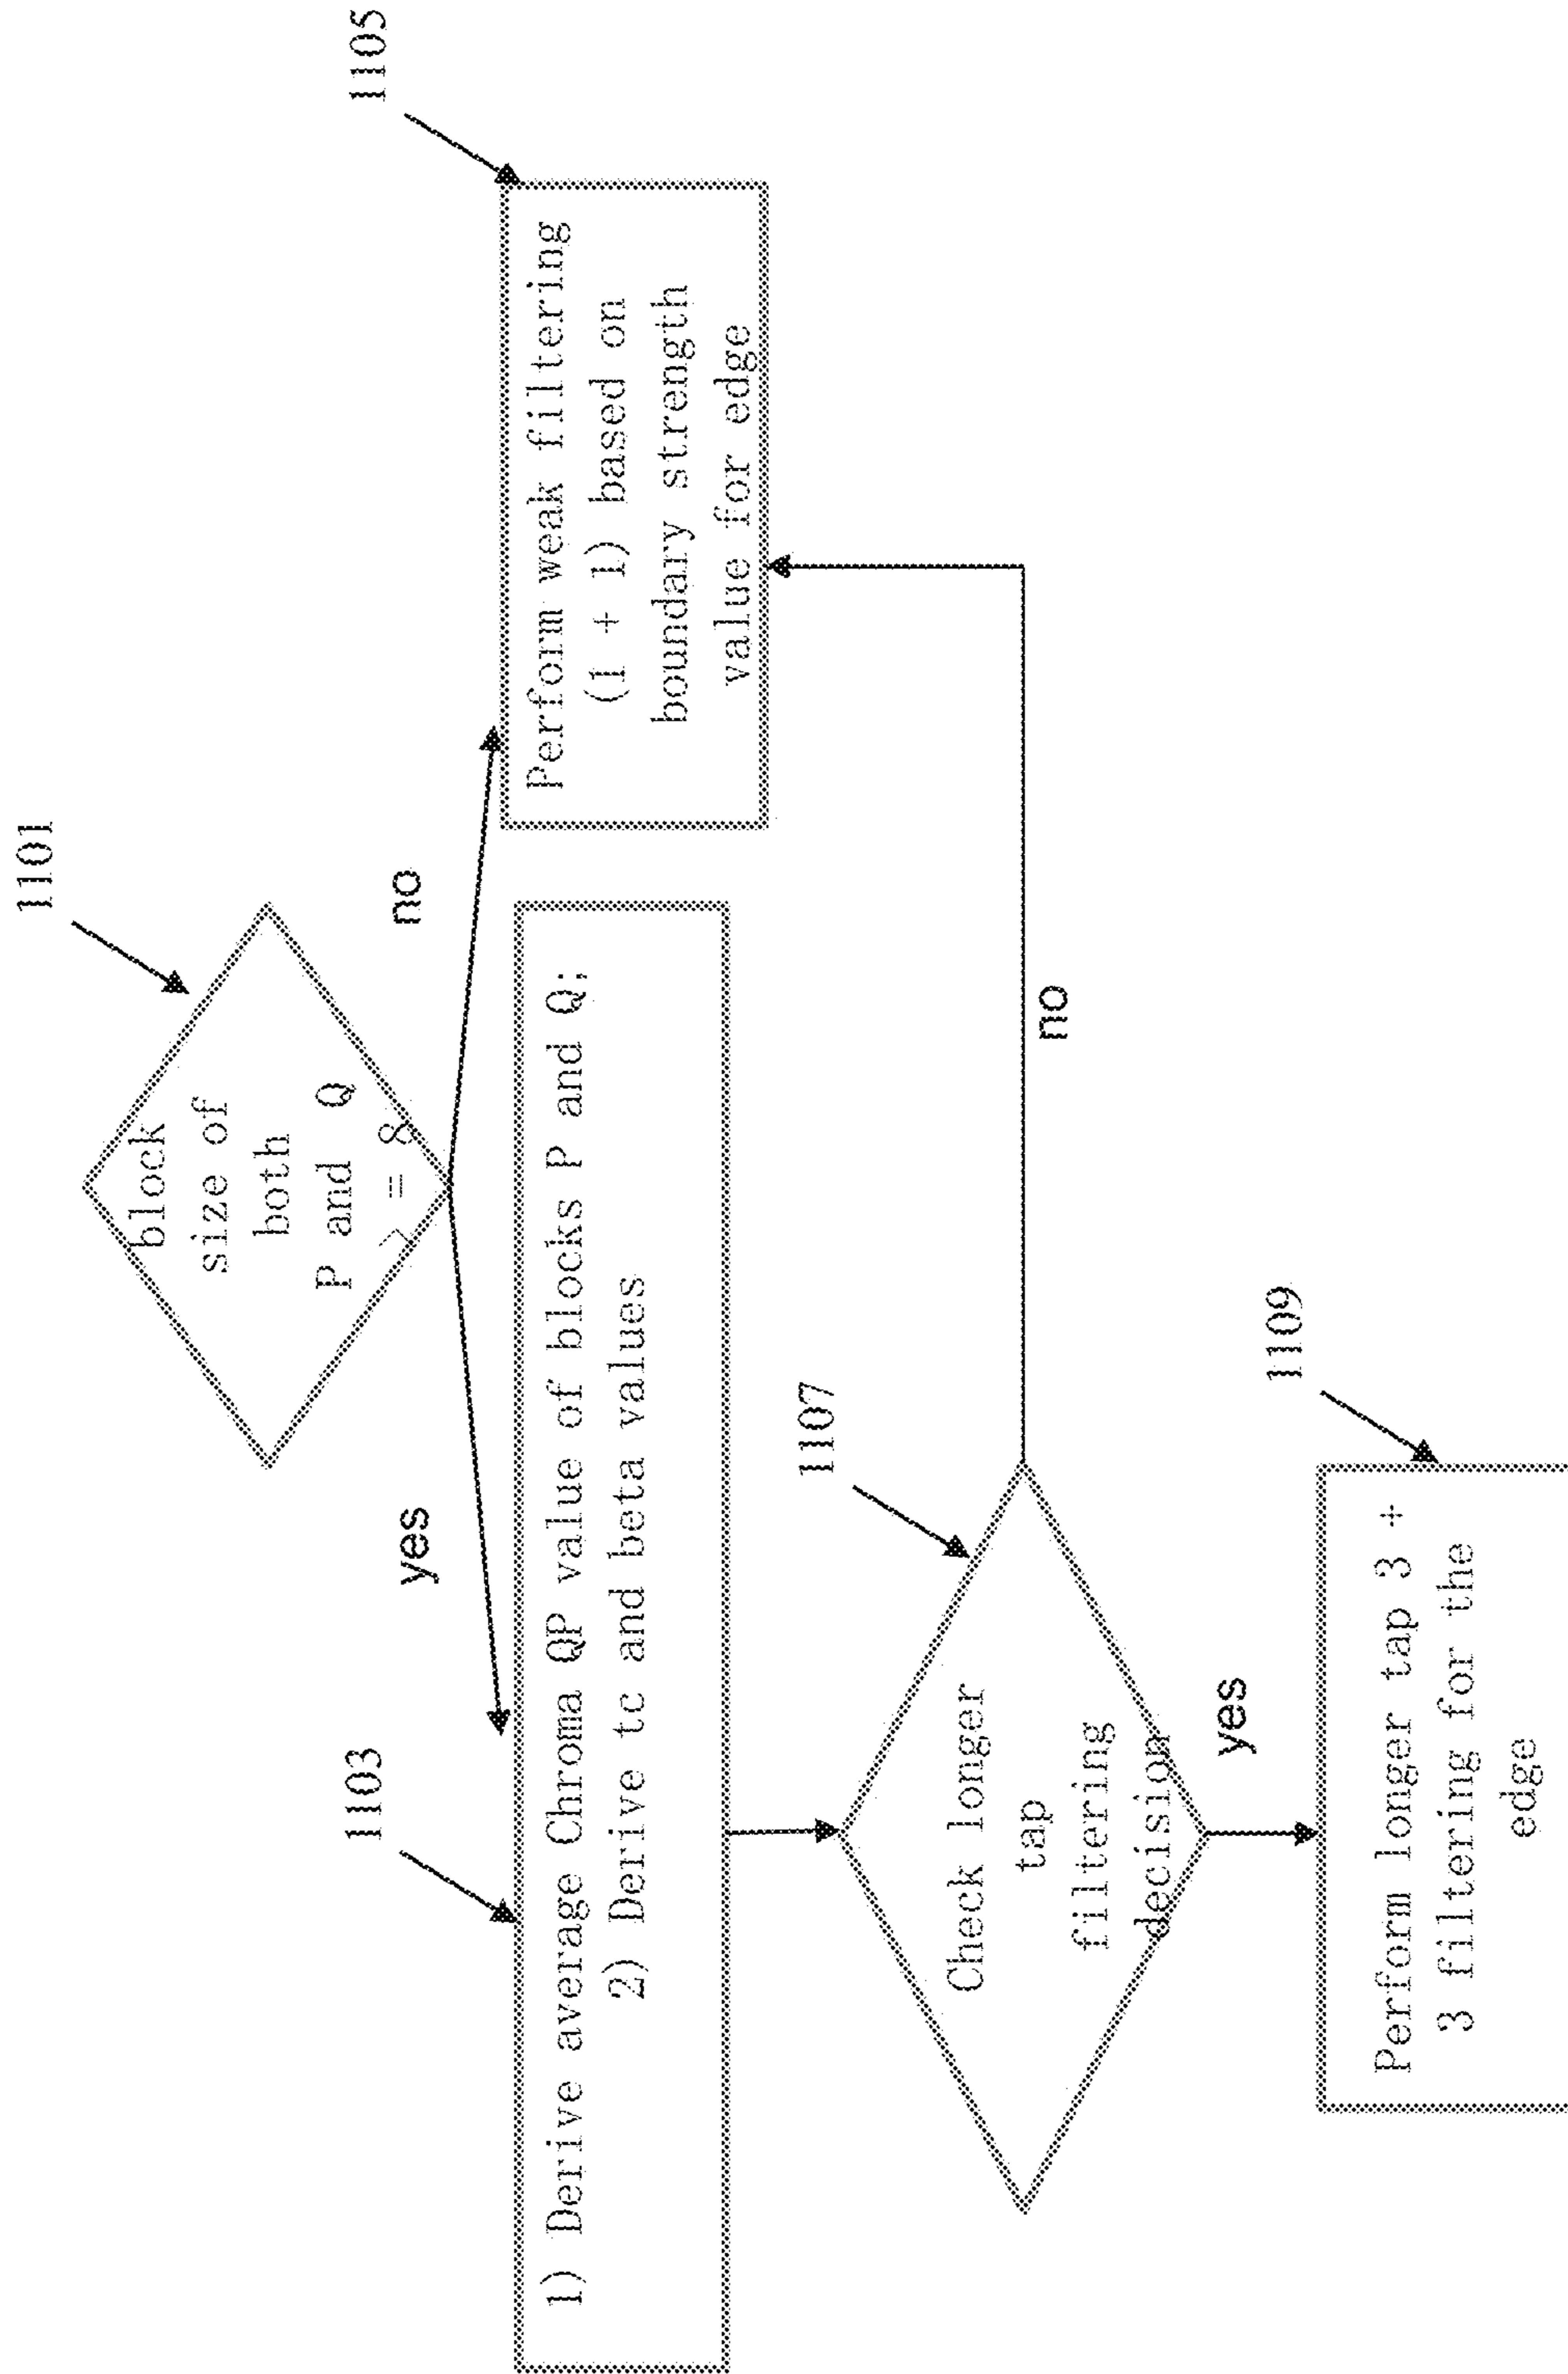 1101
block
size of
both
P and Q
> = 8
yes
no
1103
1) Derive average Chroma QP value of blocks P and Q;
2) Derive tc and beta values
1105
Perform weak filtering
(1 + 1) based on
boundary strength
value for edge
1107
Check longer
tap
filtering
decision
no
yes
1109
Perform longer tap 3 +
3 filtering for the
edge